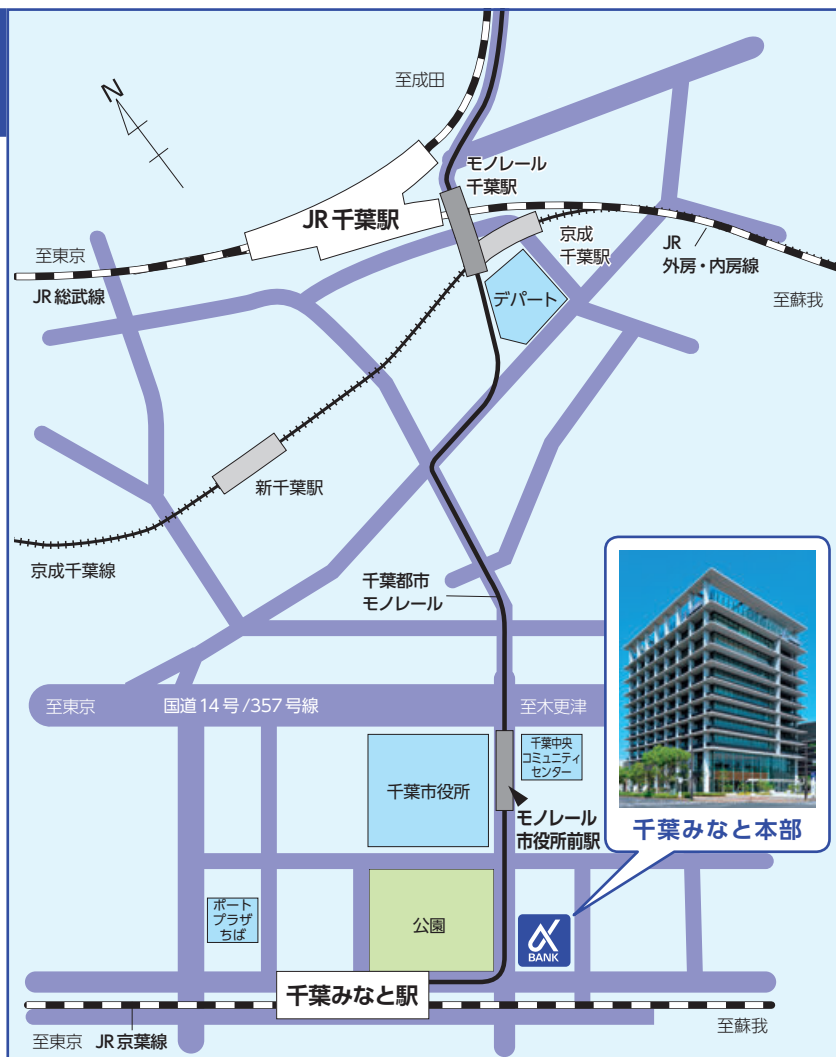 N
至成田
モノレール
千葉駅
JR千葉駅
京成
千葉駅
JR
外房・内房線
至東京
JR総武線
至蘇我
デパート
新千葉駅
京成千葉線
千葉都市
モノレール
至東京
国道14号/357号線
至木更津
千葉市役所
千葉中央
コミュニティ
センター
モノレール
市役所前駅
千葉みなと本部
ポート
プラザ
ちば
公園
BANK
千葉みなと駅
至東京
JR京葉線
至蘇我